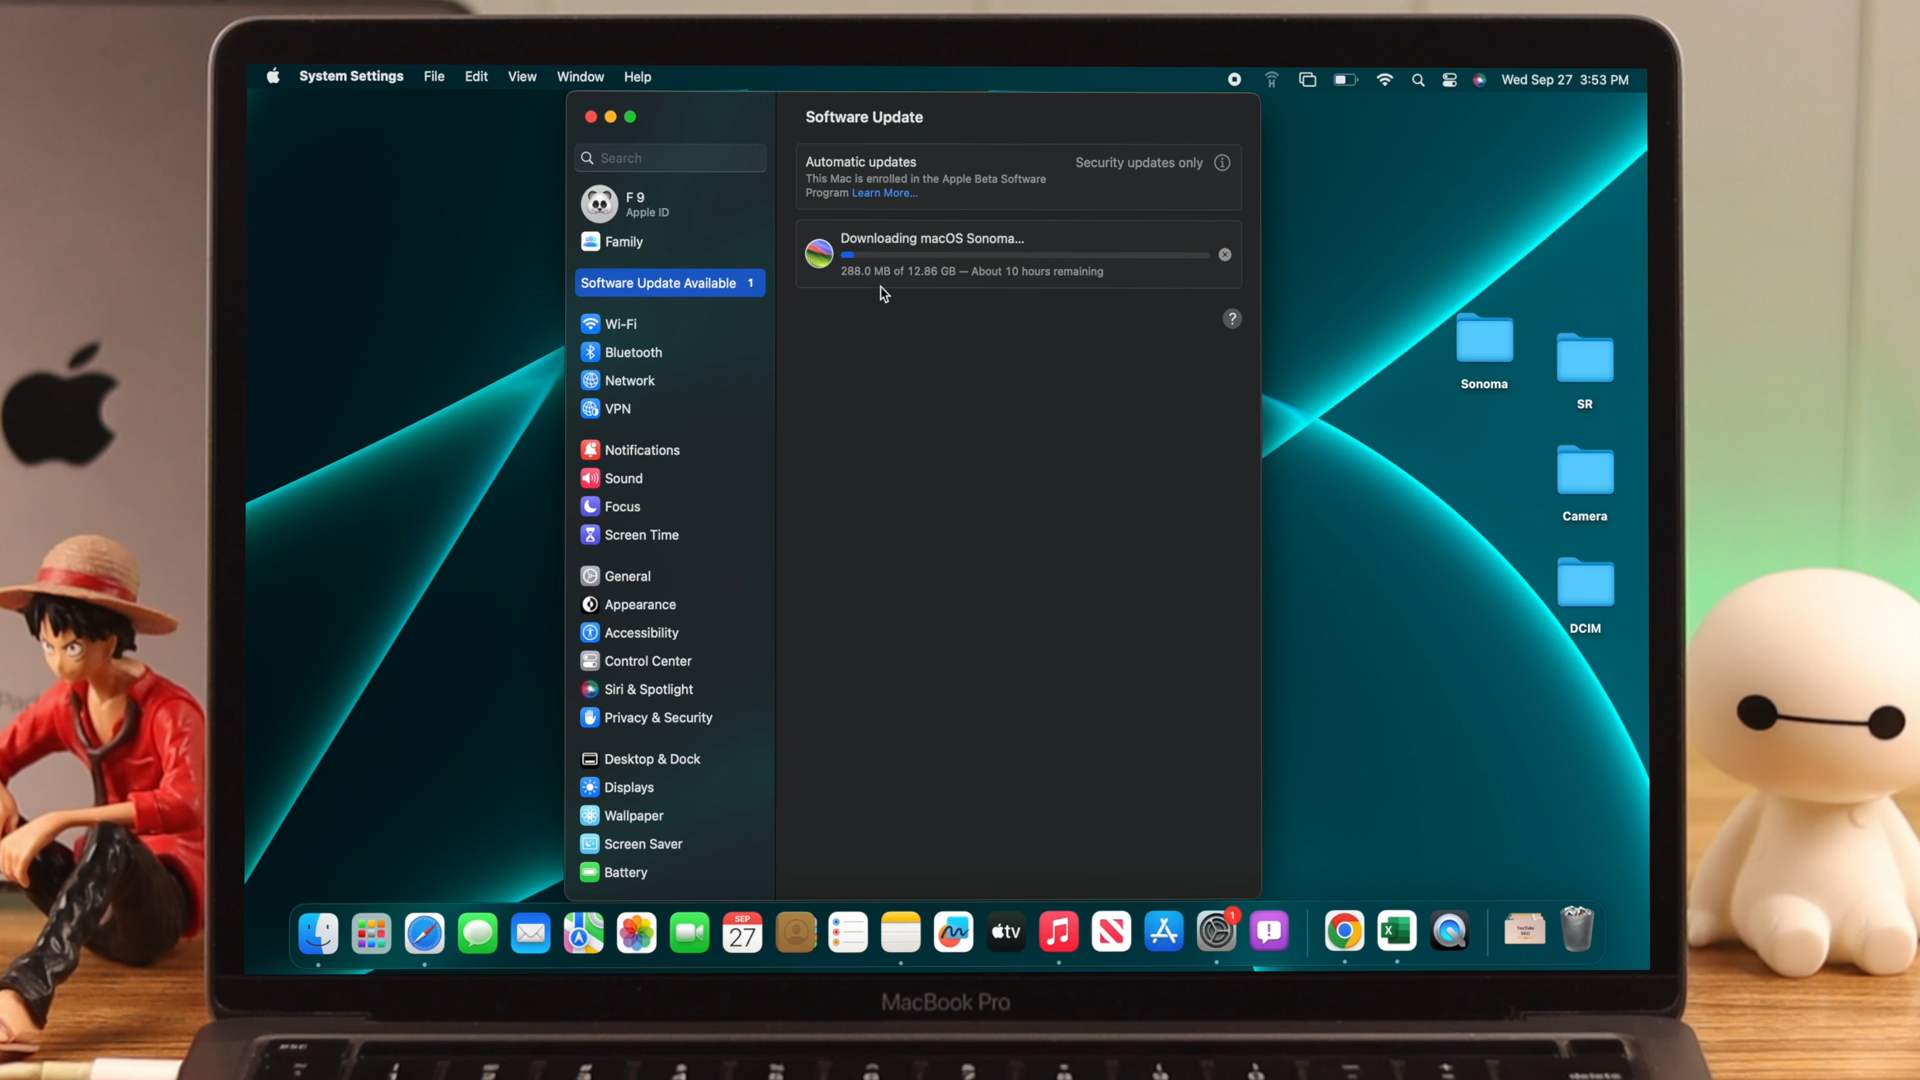 System Settings File Edit View Window Help
Wed Sep 27 3:53 PM
Search
F 9
Apple ID
Family
Software Update Available 1
Wi-Fi
Bluetooth
Network
VPN
Notifications
Sound
Focus
Screen Time
General
Appearance
Accessibility
Control Center
Siri & Spotlight
Privacy & Security
Desktop & Dock
Displays
Wallpaper
Screen Saver
Battery
Software Update
Automatic updates
Security updates only
This Mac is enrolled in the Apple Beta Software
Program Learn More...
Downloading macOS Sonoma...
288.0 MB of 12.86 GB — About 10 hours remaining
?
Sonoma
SR
Camera
DCIM
SEP
27
tv
1
X
MacBook Pro
esc
delete